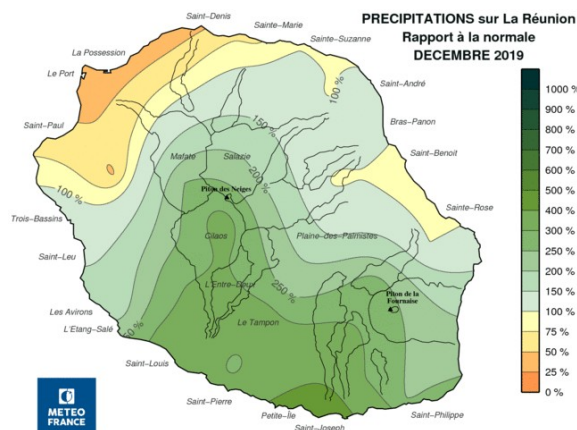 PRECIPITATIONS sur La Réunion
Rapport à la normale
DECEMBRE 2019
Saint-Denis
Sainte-Marie
Sainte-Suzanne
La Possession
Le Port
Saint-André
100 %
Saint-Paul
150 %
Bras-Panon
Mafate
Salazie
Saint-Benoit
200 %
100 %
Piton des Neiges
Sainte-Rose
Trois-Bassins
Cilaos
Plaine-des-Palmistes
Saint-Leu
L'Entre-Deux
250 %
Piton de la
Fournaise
Les Avirons
Le Tampon
L'Etang-Salé
Saint-Louis
Saint-Pierre
Petite-Île
Saint-Joseph
Saint-Philippe
1000 %
900 %
800 %
700 %
600 %
500 %
400 %
300 %
250 %
200 %
150 %
100 %
75 %
50 %
25 %
0 %
METEO
FRANCE